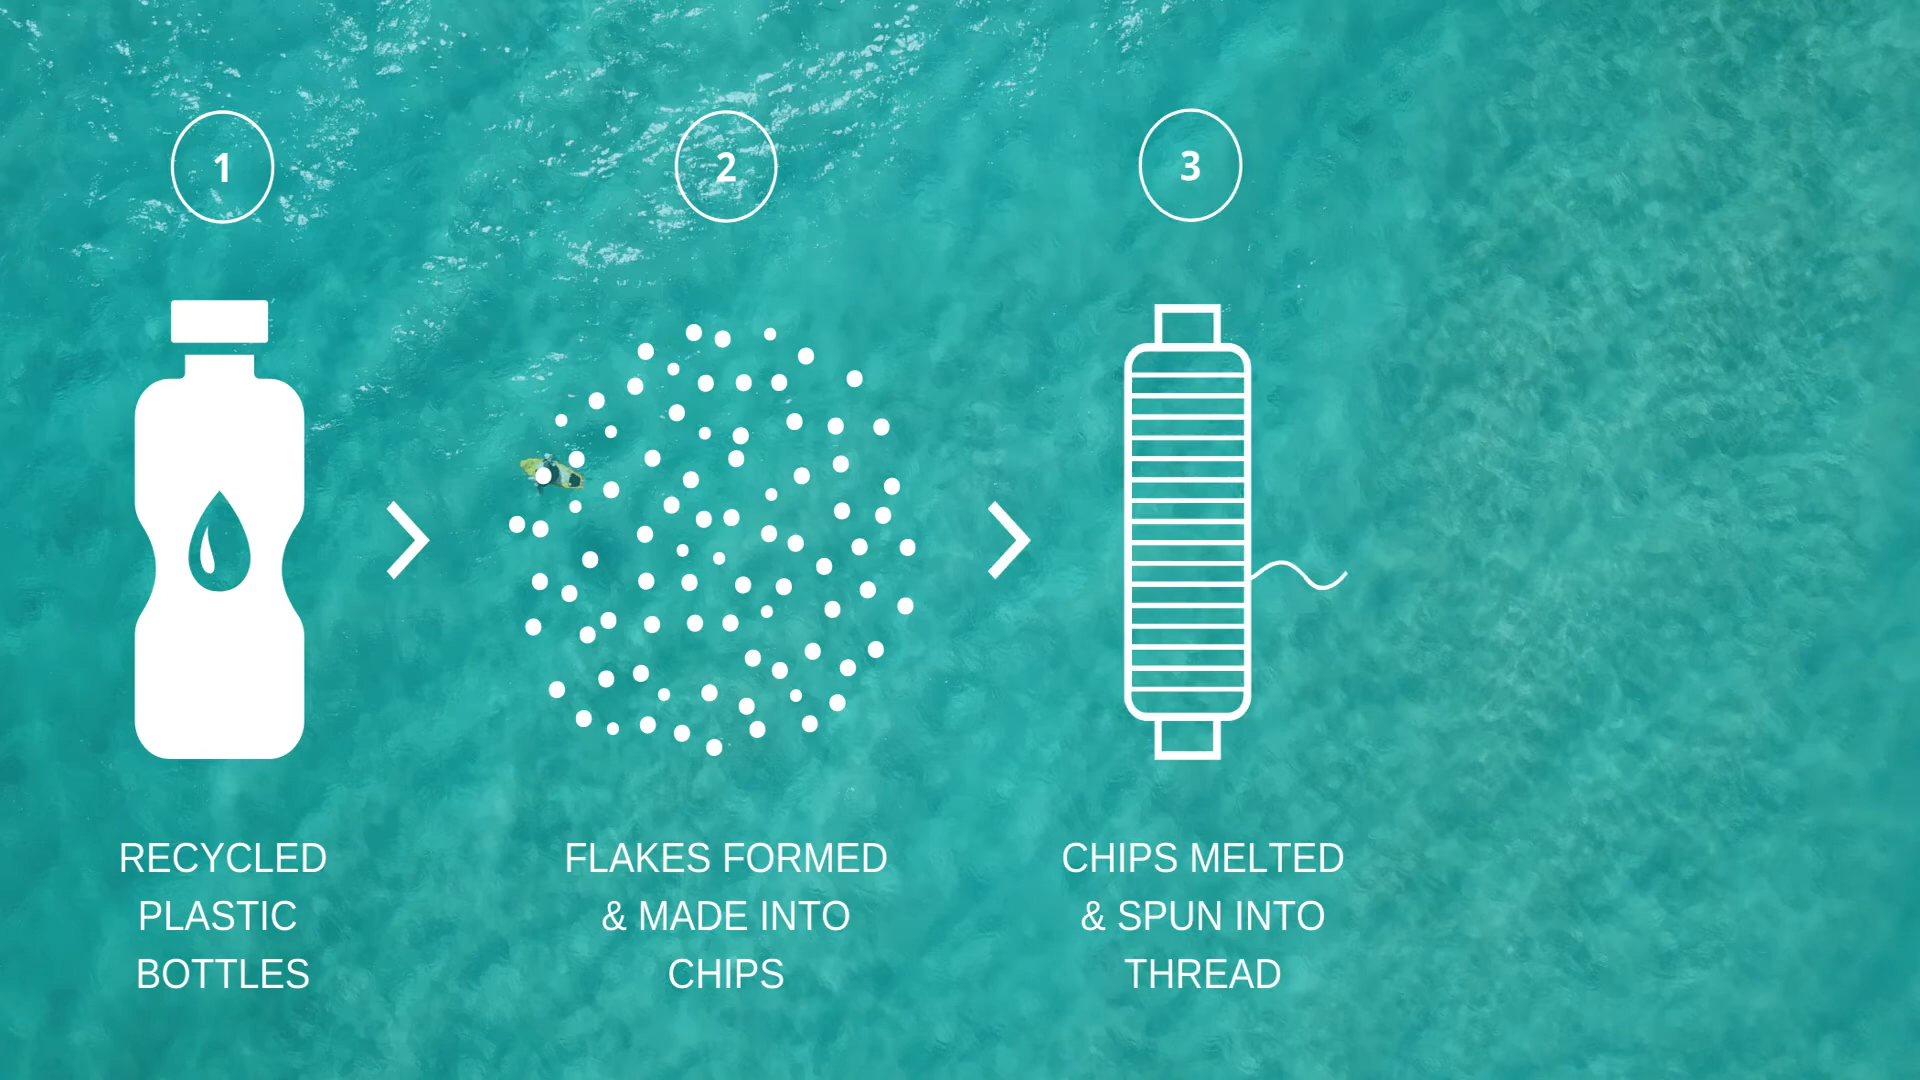 1
2
3
RECYCLED
PLASTIC
BOTTLES
FLAKES FORMED
& MADE INTO
CHIPS
CHIPS MELTED
& SPUN INTO
THREAD